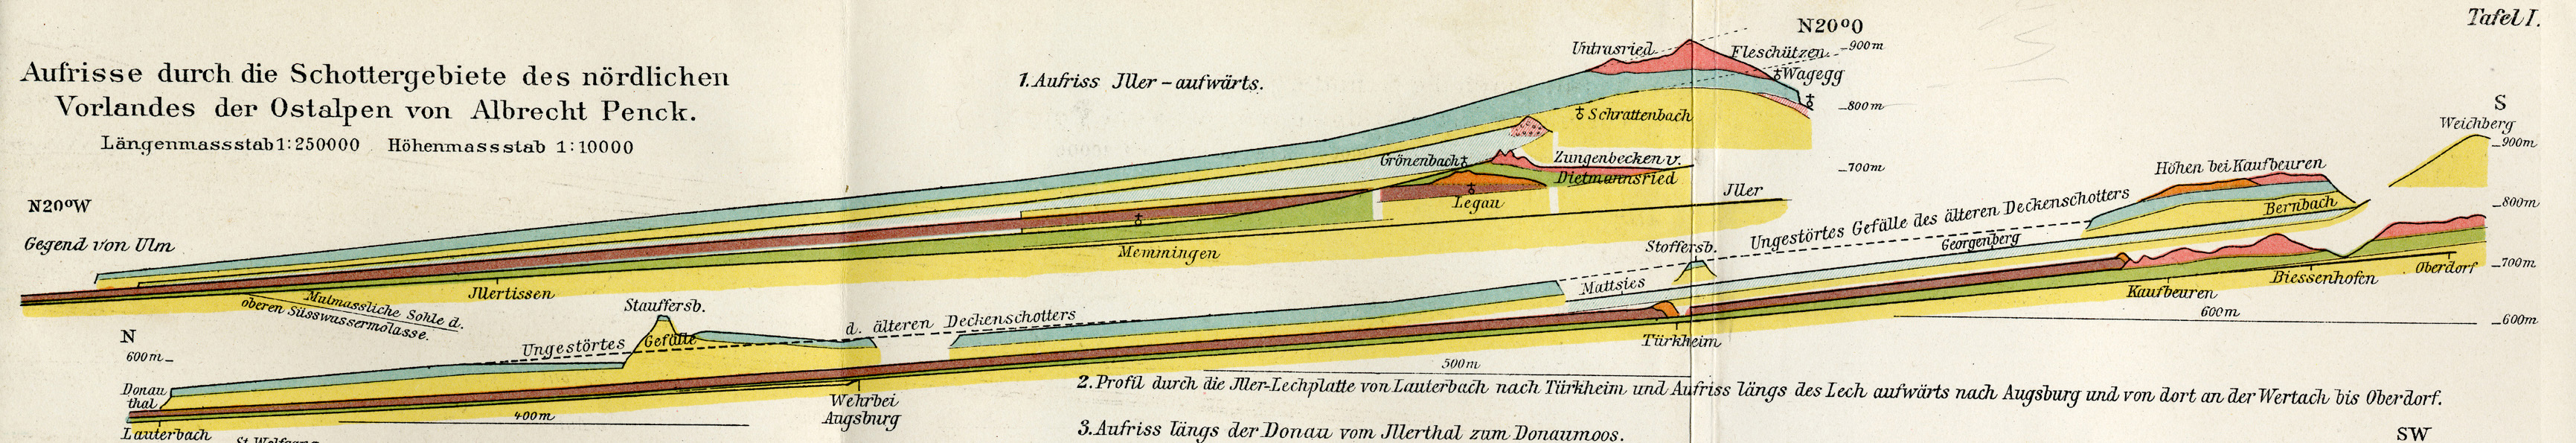 Tafel I.
Aufrisse durch die Schottergebiete des nördlichen
Vorlandes der Ostalpen von Albrecht Penck.
Längenmassstab 1:250000 Höhenmassstab 1:10000
1. Aufriss Jller-aufwärts.
N20°O
Untrasried
Fleschützen
900m
Wagegg
800m
Schrattenbach
Grönenbach
Zungenbecken v.
Dietmannsried
700m
Legau
Jller
N20°W
Gegend von Ulm
Memmingen
Jllertissen
Mutmassliche Sohle d.
oberen Süsswassermolasse.
S
Weichberg
900m
Höhen bei Kaufbeuren
800m
Bernbach
Ungestörtes Gefälle des älteren Deckenschotters
Georgenberg
Stoffersb.
Mattsies
700m
Oberdorf
Biessenhofen
Kaufbeuren
600m
600m
N
600m
Stauffersb.
Ungestörtes Gefälle d. älteren Deckenschotters
Türkheim
500m
Donau
thal
Wehr bei
Augsburg
400m
Lauterbach
2. Profil durch die Jller-Lechplatte von Lauterbach nach Türkheim und Aufriss längs des Lech aufwärts nach Augsburg und von dort an der Wertach bis Oberdorf.
3. Aufriss längs der Donau vom Jllerthal zum Donaumoos.
St. Wolfgang
SW